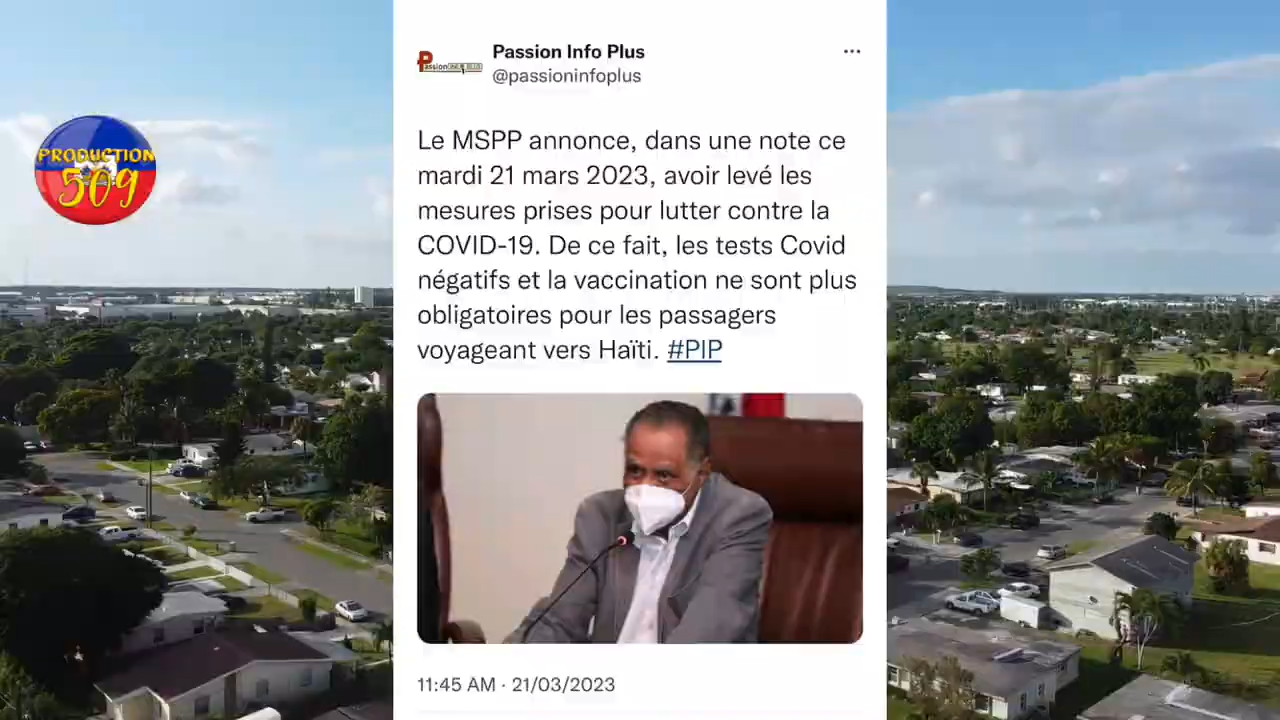 PRODUCTION
509
Passion Info Plus
@passioninfoplus
Le MSPP annonce, dans une note ce
mardi 21 mars 2023, avoir levé les
mesures prises pour lutter contre la
COVID-19. De ce fait, les tests Covid
négatifs et la vaccination ne sont plus
obligatoires pour les passagers
voyageant vers Haïti. #PIP
11:45 AM · 21/03/2023